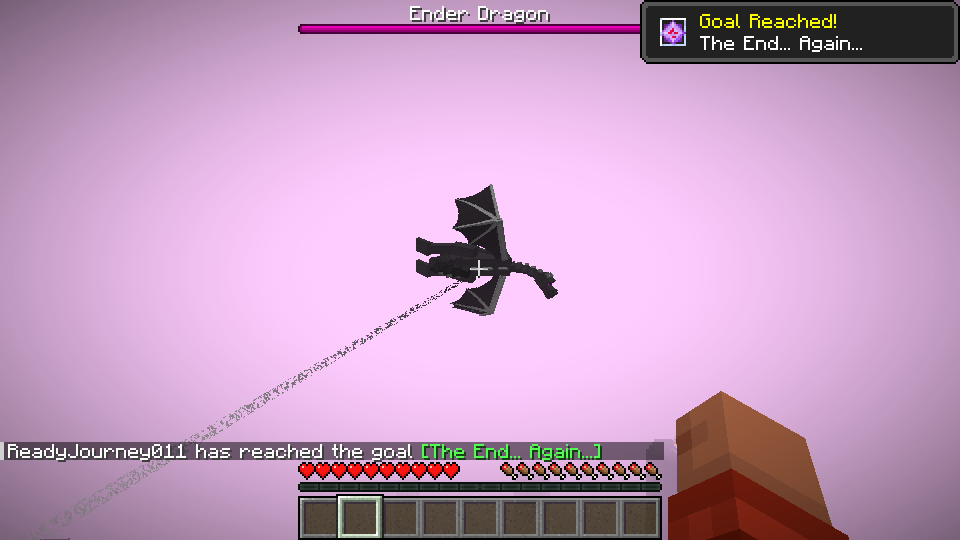 Ender Dragon
Goal Reached!
The End... Again...
ReadyJourney011 has reached the goal [The End... Again...]